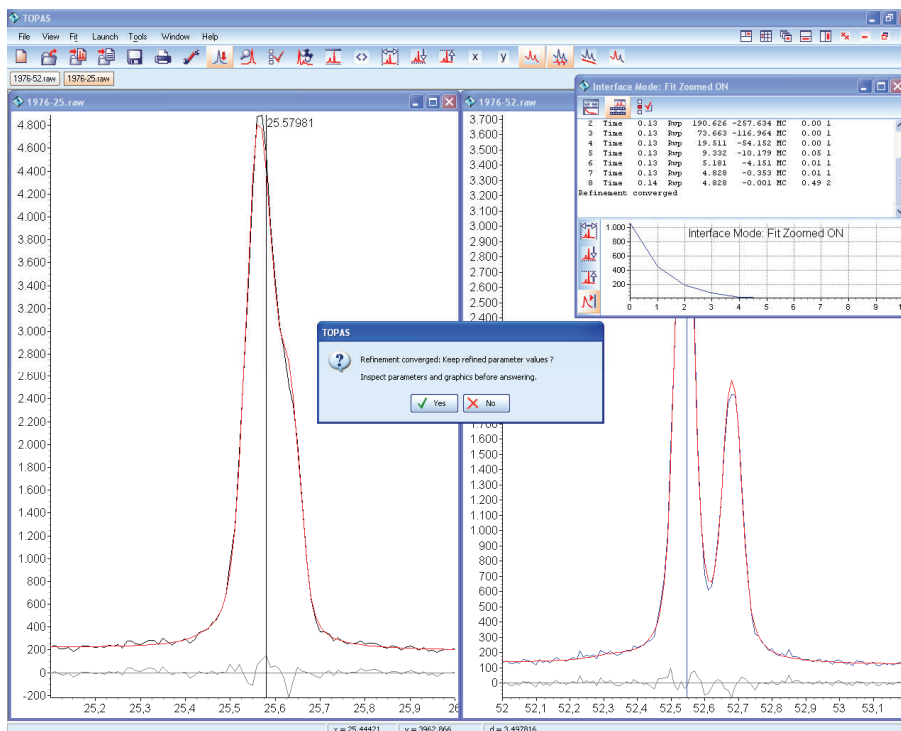 TOPAS
File View Fit Launch Tools Window Help
<> x y
1976-52.raw 1976-25.raw
1976-25.raw
25.57981
4.800
4.600
4.400
4.200
4.000
3.800
3.600
3.400
3.200
3.000
2.800
2.600
2.400
2.200
2.000
1.800
1.600
1.400
1.200
1.000
800
600
400
200
0
-200
25,2 25,3 25,4 25,5 25,6 25,7 25,8 25,9 26
1976-52.raw
3.700
3.600
3.500
3.400
3.300
3.200
3.100
3.000
2.900
2.800
2.700
2.600
2.500
2.400
2.300
2.200
1.700
1.600
1.500
1.400
1.300
1.200
1.100
1.000
900
800
700
600
500
400
300
200
100
0
52 52,1 52,2 52,3 52,4 52,5 52,6 52,7 52,8 52,9 53 53,1
Interface Mode: Fit Zoomed ON
2 Time 0.13 Rwp 190.626 -257.634 MC 0.00 1
3 Time 0.13 Rwp 73.663 -116.964 MC 0.00 1
4 Time 0.13 Rwp 19.511 -54.152 MC 0.00 1
5 Time 0.13 Rwp 9.332 -10.179 MC 0.05 1
6 Time 0.13 Rwp 5.181 -4.151 MC 0.01 1
7 Time 0.13 Rwp 4.828 -0.353 MC 0.01 1
8 Time 0.14 Rwp 4.828 -0.001 MC 0.49 2
Refinement converged
Interface Mode: Fit Zoomed ON
1.000
800
600
400
200
0 1 2 3 4 5 6 7 8 9
TOPAS
Refinement converged: Keep refined parameter values ?
Inspect parameters and graphics before answering.
Yes No
x = 25.44421 y = 3962.866 d = 3.497816